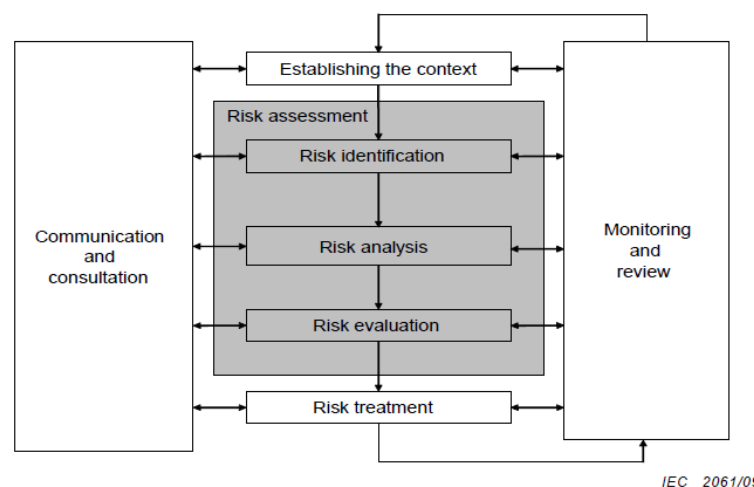 Establishing the context
Risk assessment
Risk identification
Communication
and
consultation
Risk analysis
Monitoring
and
review
Risk evaluation
Risk treatment
IEC 2061/09